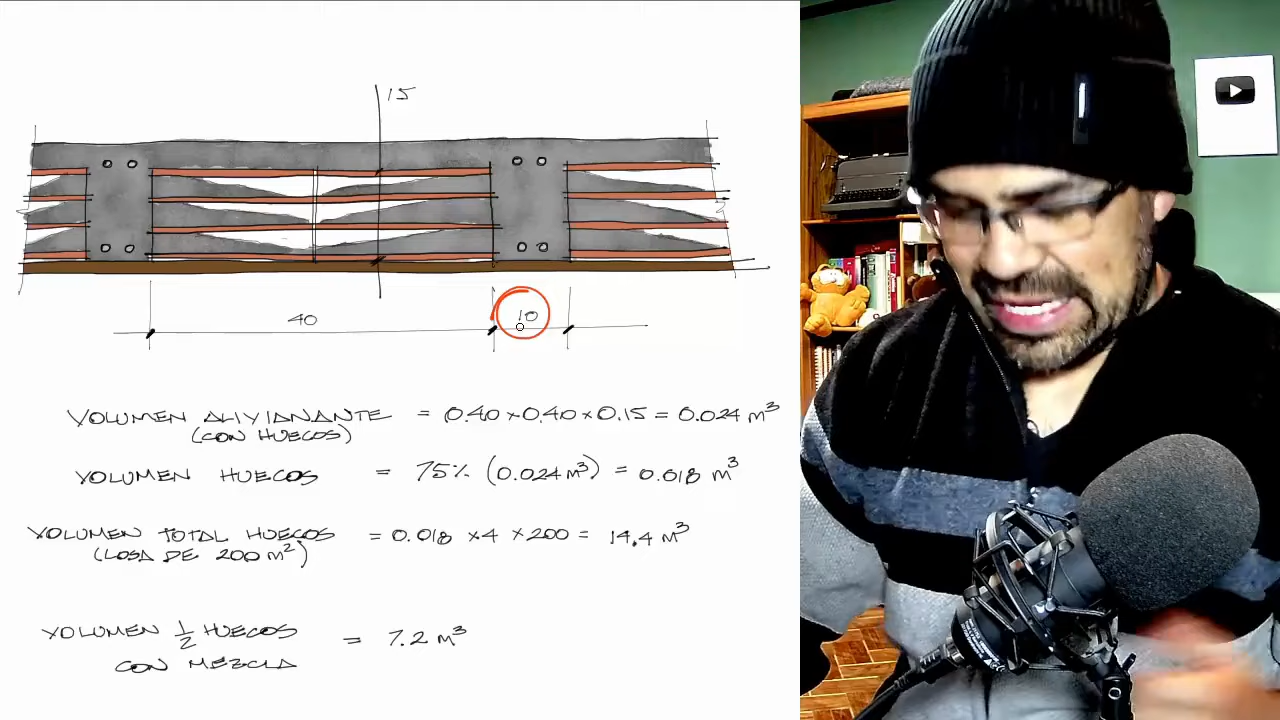 15
40
10
VOLUMEN ALIVIANANTE = 0.40 x 0.40 x 0.15 = 0.024 m³
(CON HUECOS)
VOLUMEN HUECOS = 75% (0.024 m³) = 0.018 m³
VOLUMEN TOTAL HUECOS = 0.018 x 4 x 200 = 14.4 m³
(LOSA DE 200 m²)
VOLUMEN ½ HUECOS = 7.2 m³
CON MEZCLA